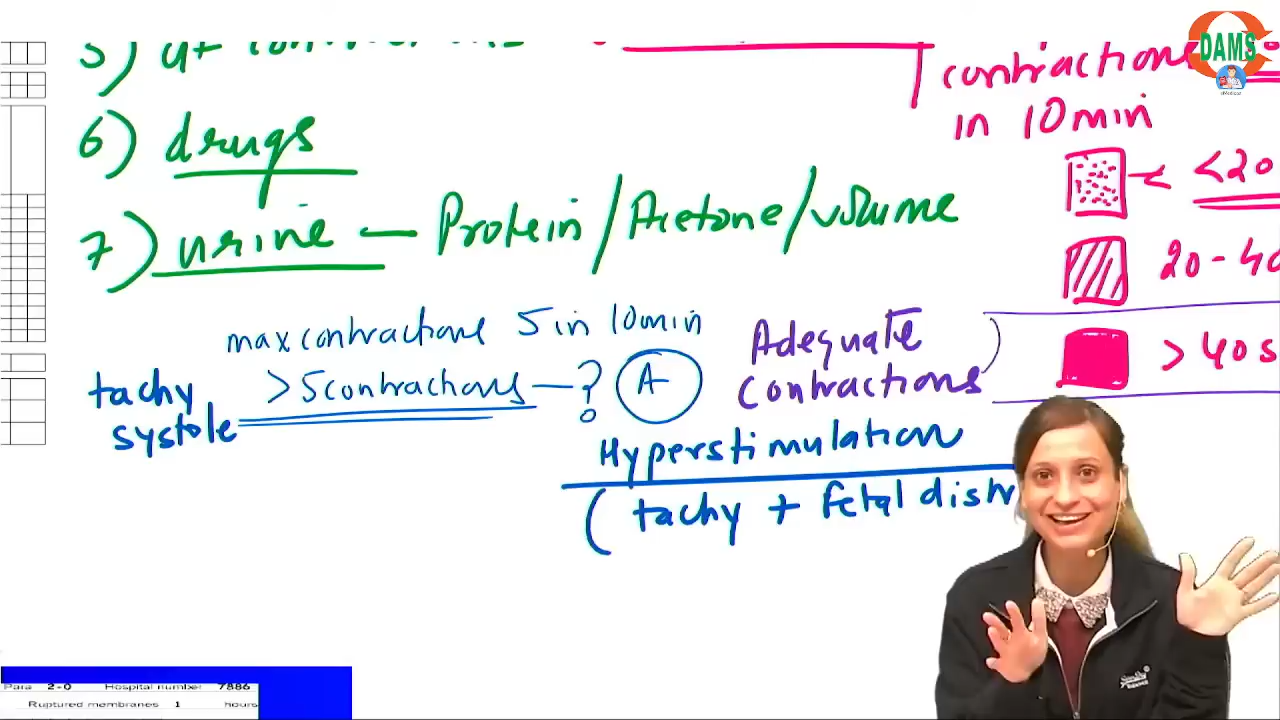 contractions
in 10min
6) drugs
<20
7) urine — Protein/Acetone/volume
20-40
max contractions 5 in 10min
Adequate
contractions
>40s
tachy
systole
>5 contractions — ? A
Hyperstimulation
(tachy + fetal distr
DAMS
eMedicoz
Para 2-0 Hospital number 7886
Ruptured membranes 1 hours